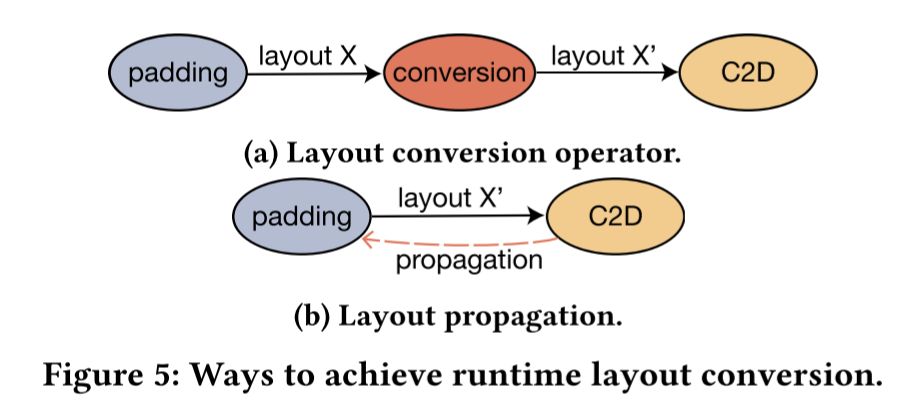 padding layout X conversion layout X’ C2D
(a) Layout conversion operator.
padding layout X’ C2D
propagation
(b) Layout propagation.
Figure 5: Ways to achieve runtime layout conversion.